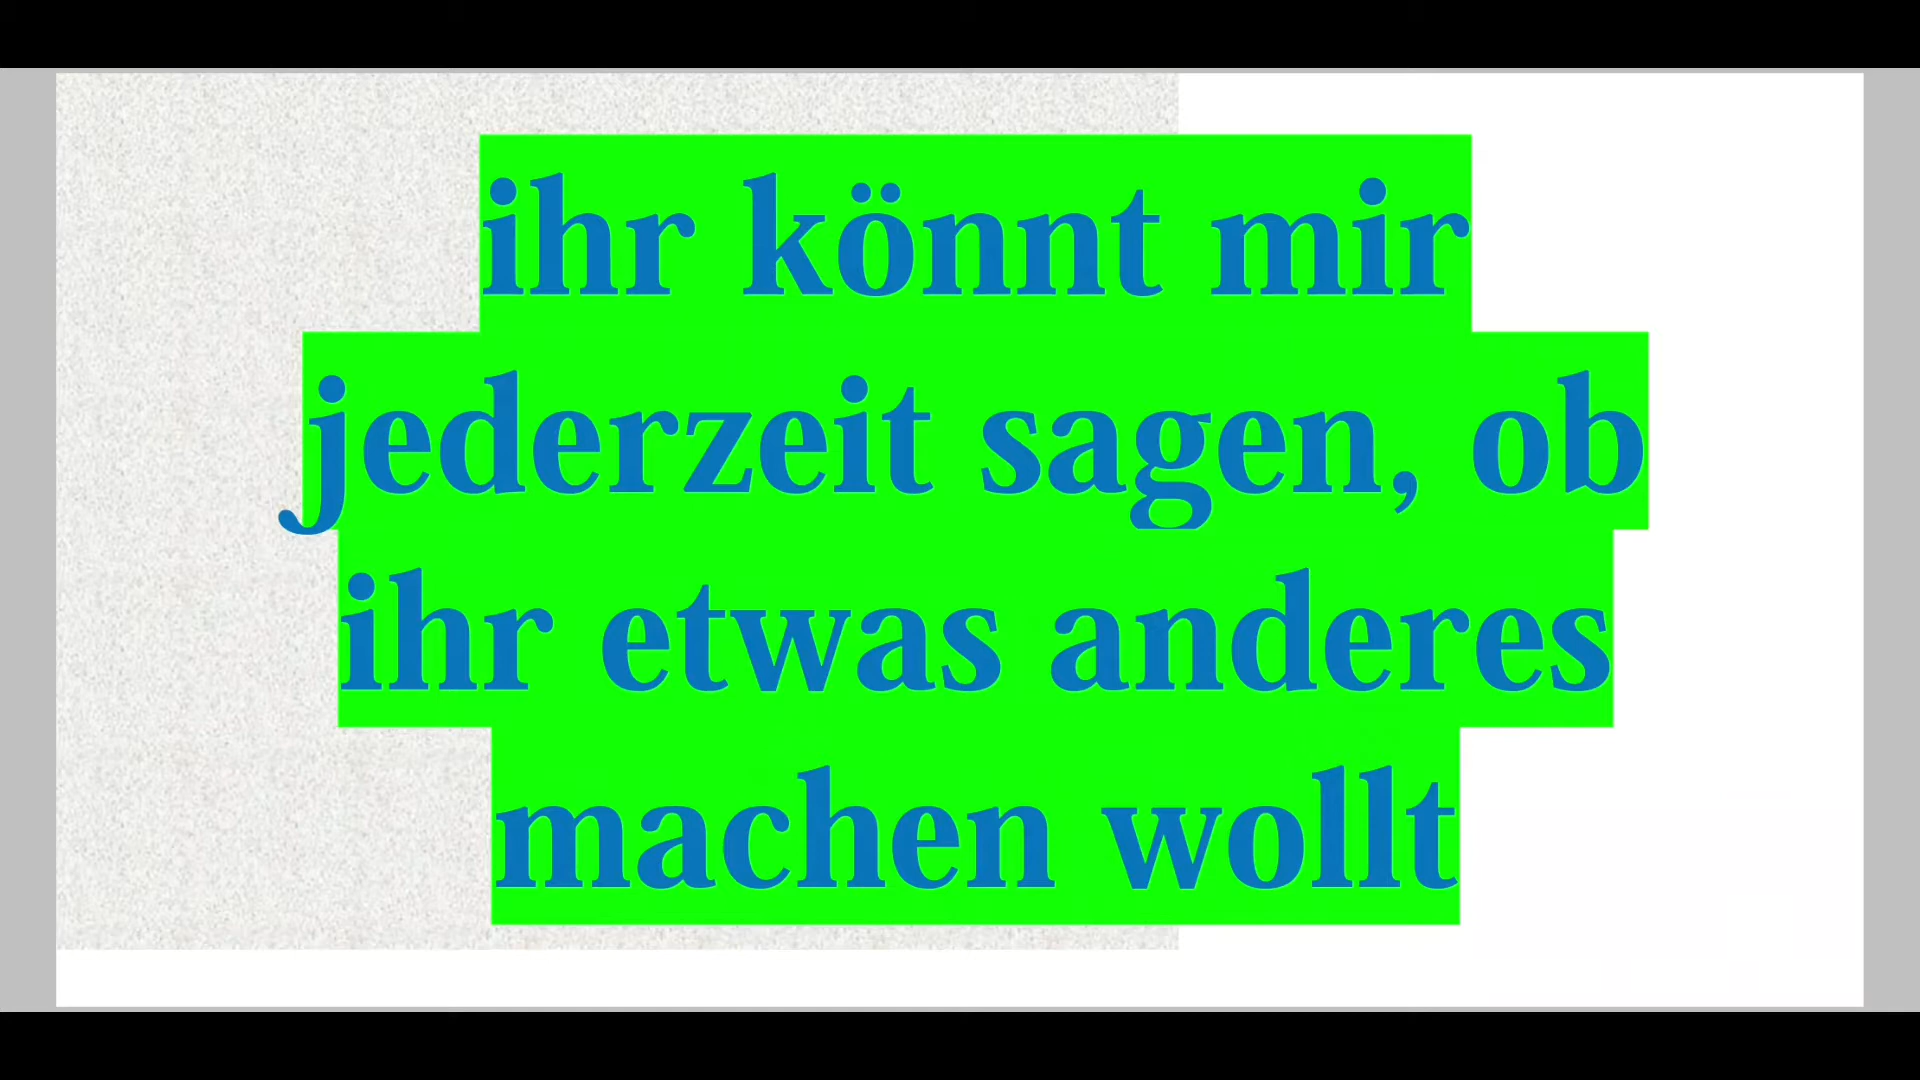 ihr könnt mir
jederzeit sagen, ob
ihr etwas anderes
machen wollt